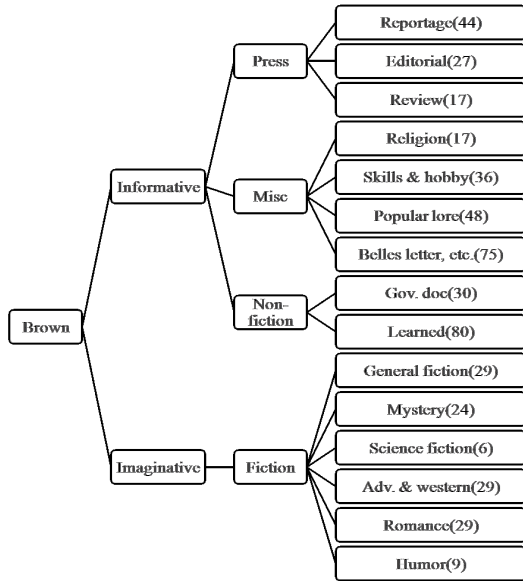 Reportage(44)
Press
Editorial(27)
Review(17)
Religion(17)
Informative
Skills & hobby(36)
Misc
Popular lore(48)
Belles letter, etc.(75)
Non-
fiction
Gov. doc(30)
Brown
Learned(80)
General fiction(29)
Mystery(24)
Imaginative
Fiction
Science fiction(6)
Adv. & western(29)
Romance(29)
Humor(9)